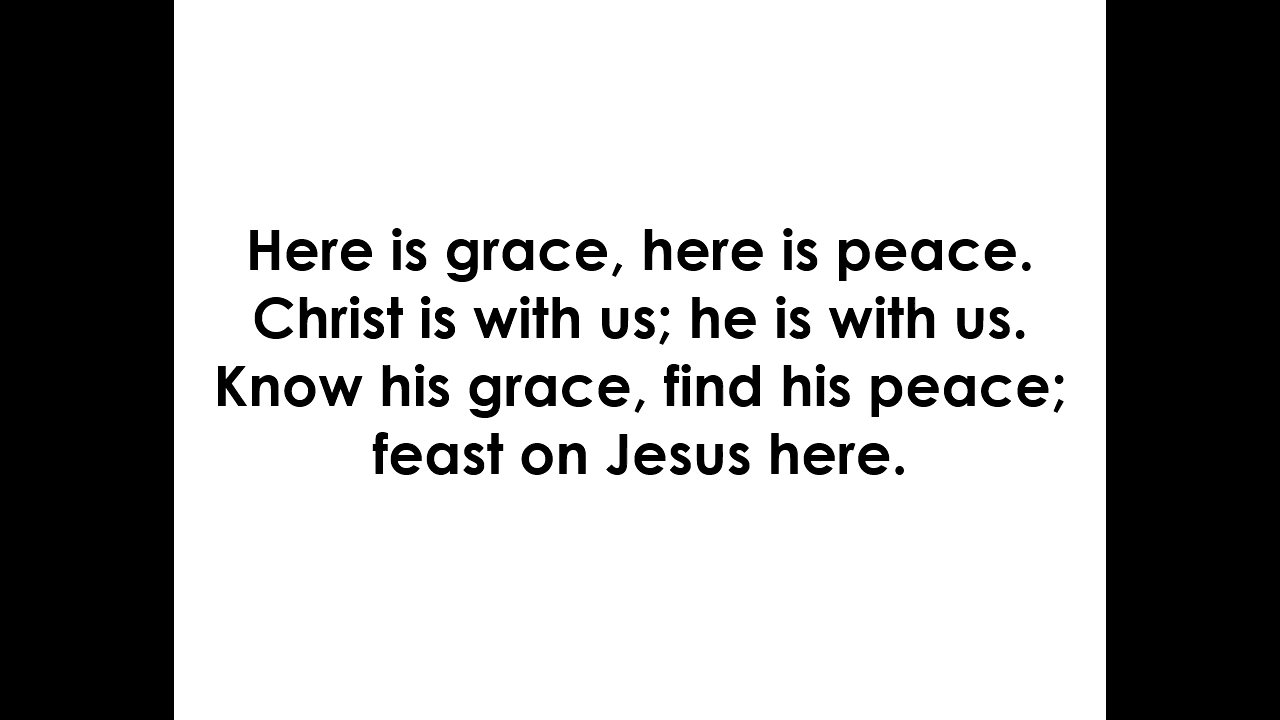 Here is grace, here is peace.
Christ is with us; he is with us.
Know his grace, find his peace;
feast on Jesus here.